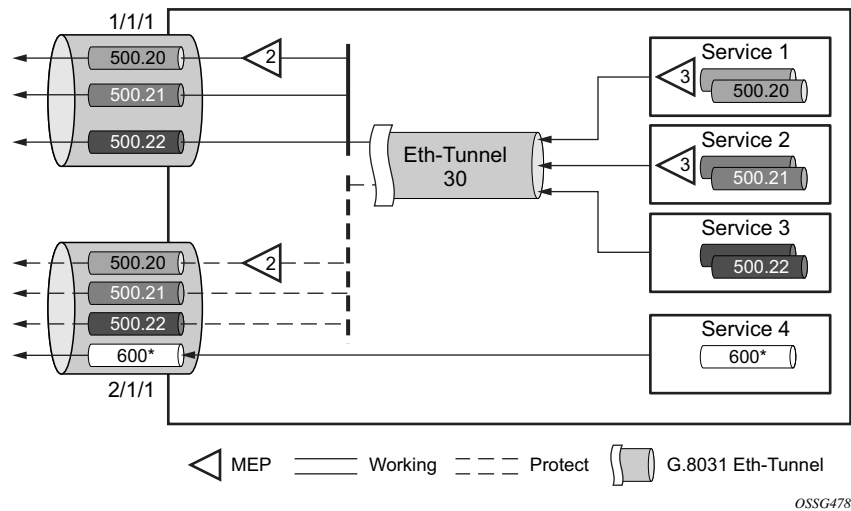 1/1/1
500.20
2
500.21
500.22
Eth-Tunnel
30
Service 1
3
500.20
Service 2
3
500.21
Service 3
500.22
500.20
2
500.21
500.22
600*
2/1/1
Service 4
600*
MEP
Working
Protect
G.8031 Eth-Tunnel
OSSG478